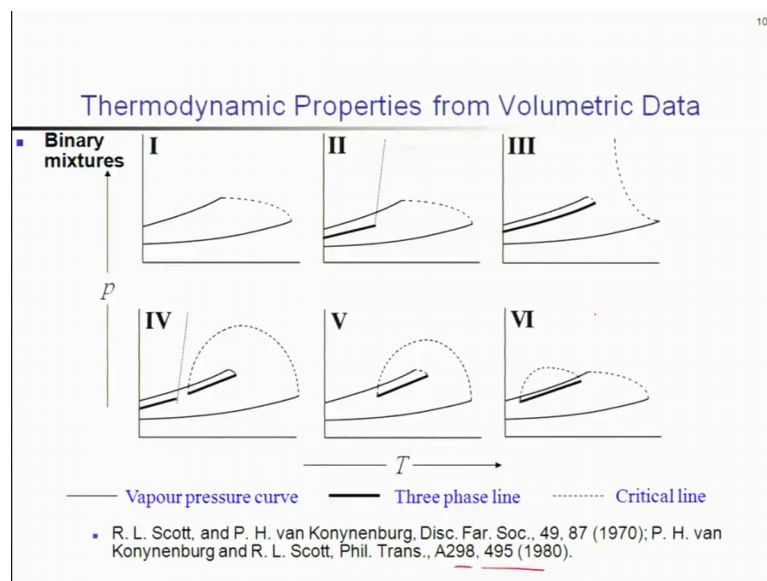 10
Thermodynamic Properties from Volumetric Data
Binary
mixtures
I
II
III
p
IV
V
VI
T
Vapour pressure curve
Three phase line
Critical line
R. L. Scott, and P. H. van Konynenburg, Disc. Far. Soc., 49, 87 (1970); P. H. van
Konynenburg and R. L. Scott, Phil. Trans., A298, 495 (1980).